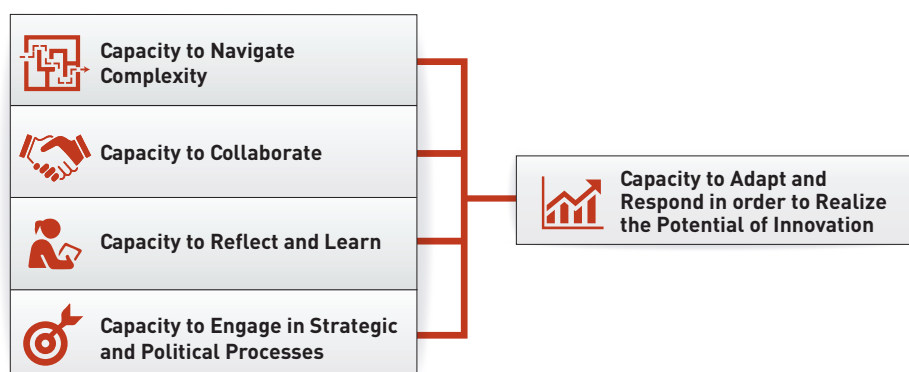 Capacity to Navigate
Complexity
Capacity to Collaborate
Capacity to Reflect and Learn
Capacity to Engage in Strategic
and Political Processes
Capacity to Adapt and
Respond in order to Realize
the Potential of Innovation